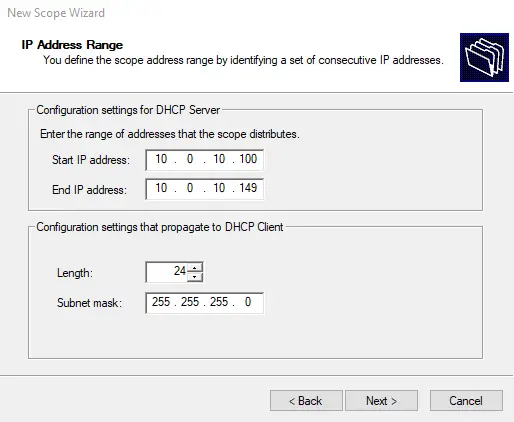 New Scope Wizard
IP Address Range
You define the scope address range by identifying a set of consecutive IP addresses.
Configuration settings for DHCP Server
Enter the range of addresses that the scope distributes.
Start IP address: 10 . 0 . 10 . 100
End IP address: 10 . 0 . 10 . 149
Configuration settings that propagate to DHCP Client
Length: 24
Subnet mask: 255 . 255 . 255 . 0
< Back Next > Cancel